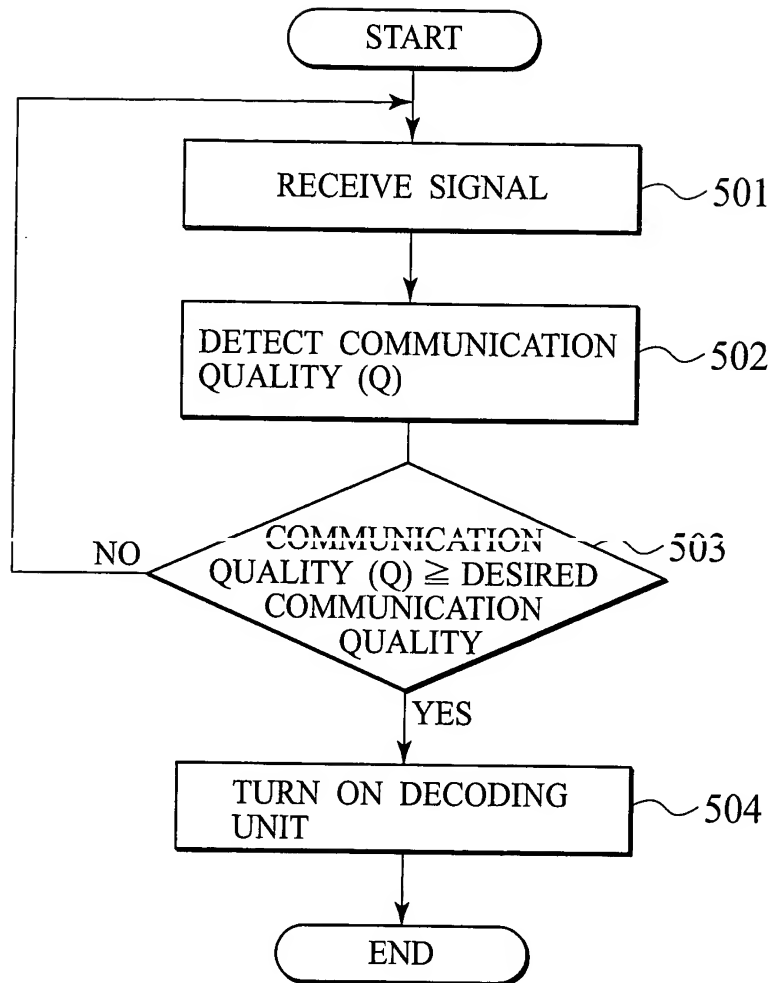 START
RECEIVE SIGNAL
501
DETECT COMMUNICATION
QUALITY (Q)
502
COMMUNICATION
QUALITY (Q) ≧ DESIRED
COMMUNICATION
QUALITY
503
NO
YES
TURN ON DECODING
UNIT
504
END